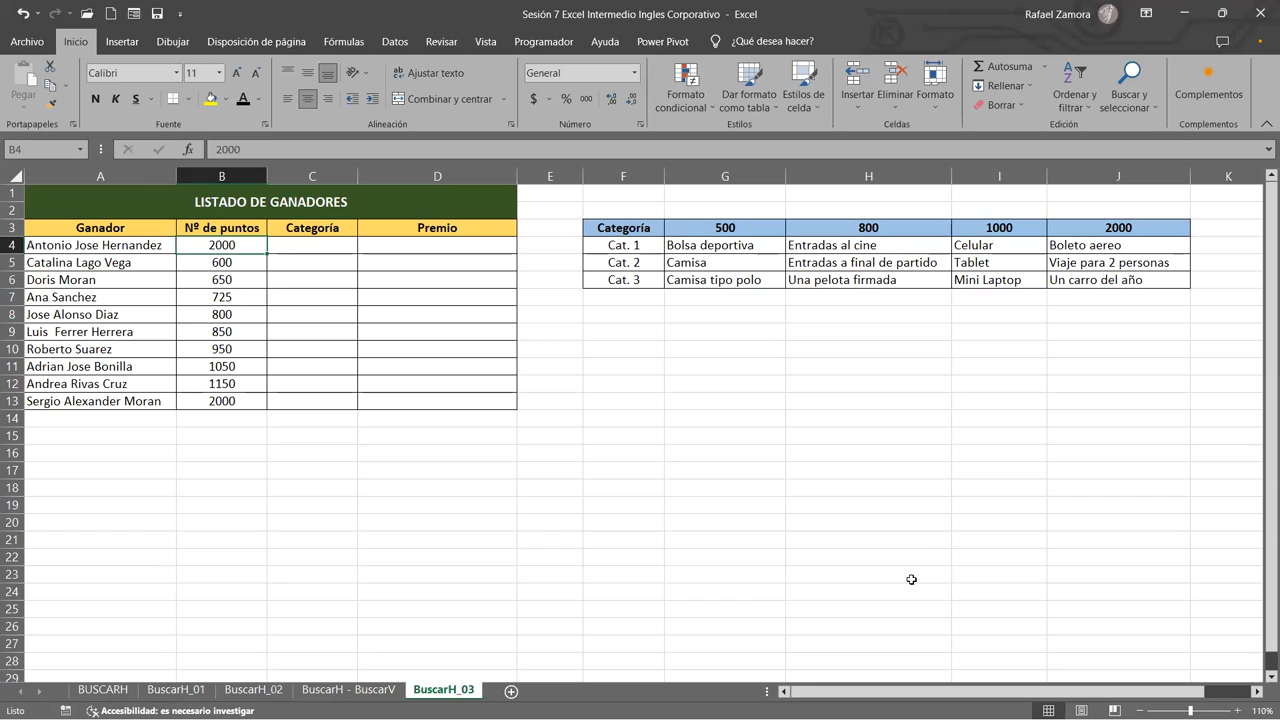 Sesión 7 Excel Intermedio Ingles Corporativo - Excel
Rafael Zamora
Archivo Inicio Insertar Dibujar Disposición de página Fórmulas Datos Revisar Vista Programador Ayuda Power Pivot ¿Qué desea hacer?
Pegar
Calibri 11
N K S
A A
Ajustar texto
Combinar y centrar
General
$ % 000
Formato condicional
Dar formato como tabla
Estilos de celda
Insertar Eliminar Formato
Autosuma
Rellenar
Borrar
Ordenar y filtrar
Buscar y seleccionar
Complementos
Portapapeles Fuente Alineación Número Estilos Celdas Edición Complementos
B4 fx 2000
A B C D E F G H I J K
1
2 LISTADO DE GANADORES
3 Ganador Nº de puntos Categoría Premio Categoría 500 800 1000 2000
4 Antonio Jose Hernandez 2000 Cat. 1 Bolsa deportiva Entradas al cine Celular Boleto aereo
5 Catalina Lago Vega 600 Cat. 2 Camisa Entradas a final de partido Tablet Viaje para 2 personas
6 Doris Moran 650 Cat. 3 Camisa tipo polo Una pelota firmada Mini Laptop Un carro del año
7 Ana Sanchez 725
8 Jose Alonso Diaz 800
9 Luis  Ferrer Herrera 850
10 Roberto Suarez 950
11 Adrian Jose Bonilla 1050
12 Andrea Rivas Cruz 1150
13 Sergio Alexander Moran 2000
14
15
16
17
18
19
20
21
22
23
24
25
26
27
28
29
BUSCARH BuscarH_01 BuscarH_02 BuscarH - BuscarV BuscarH_03
Listo Accesibilidad: es necesario investigar 110%